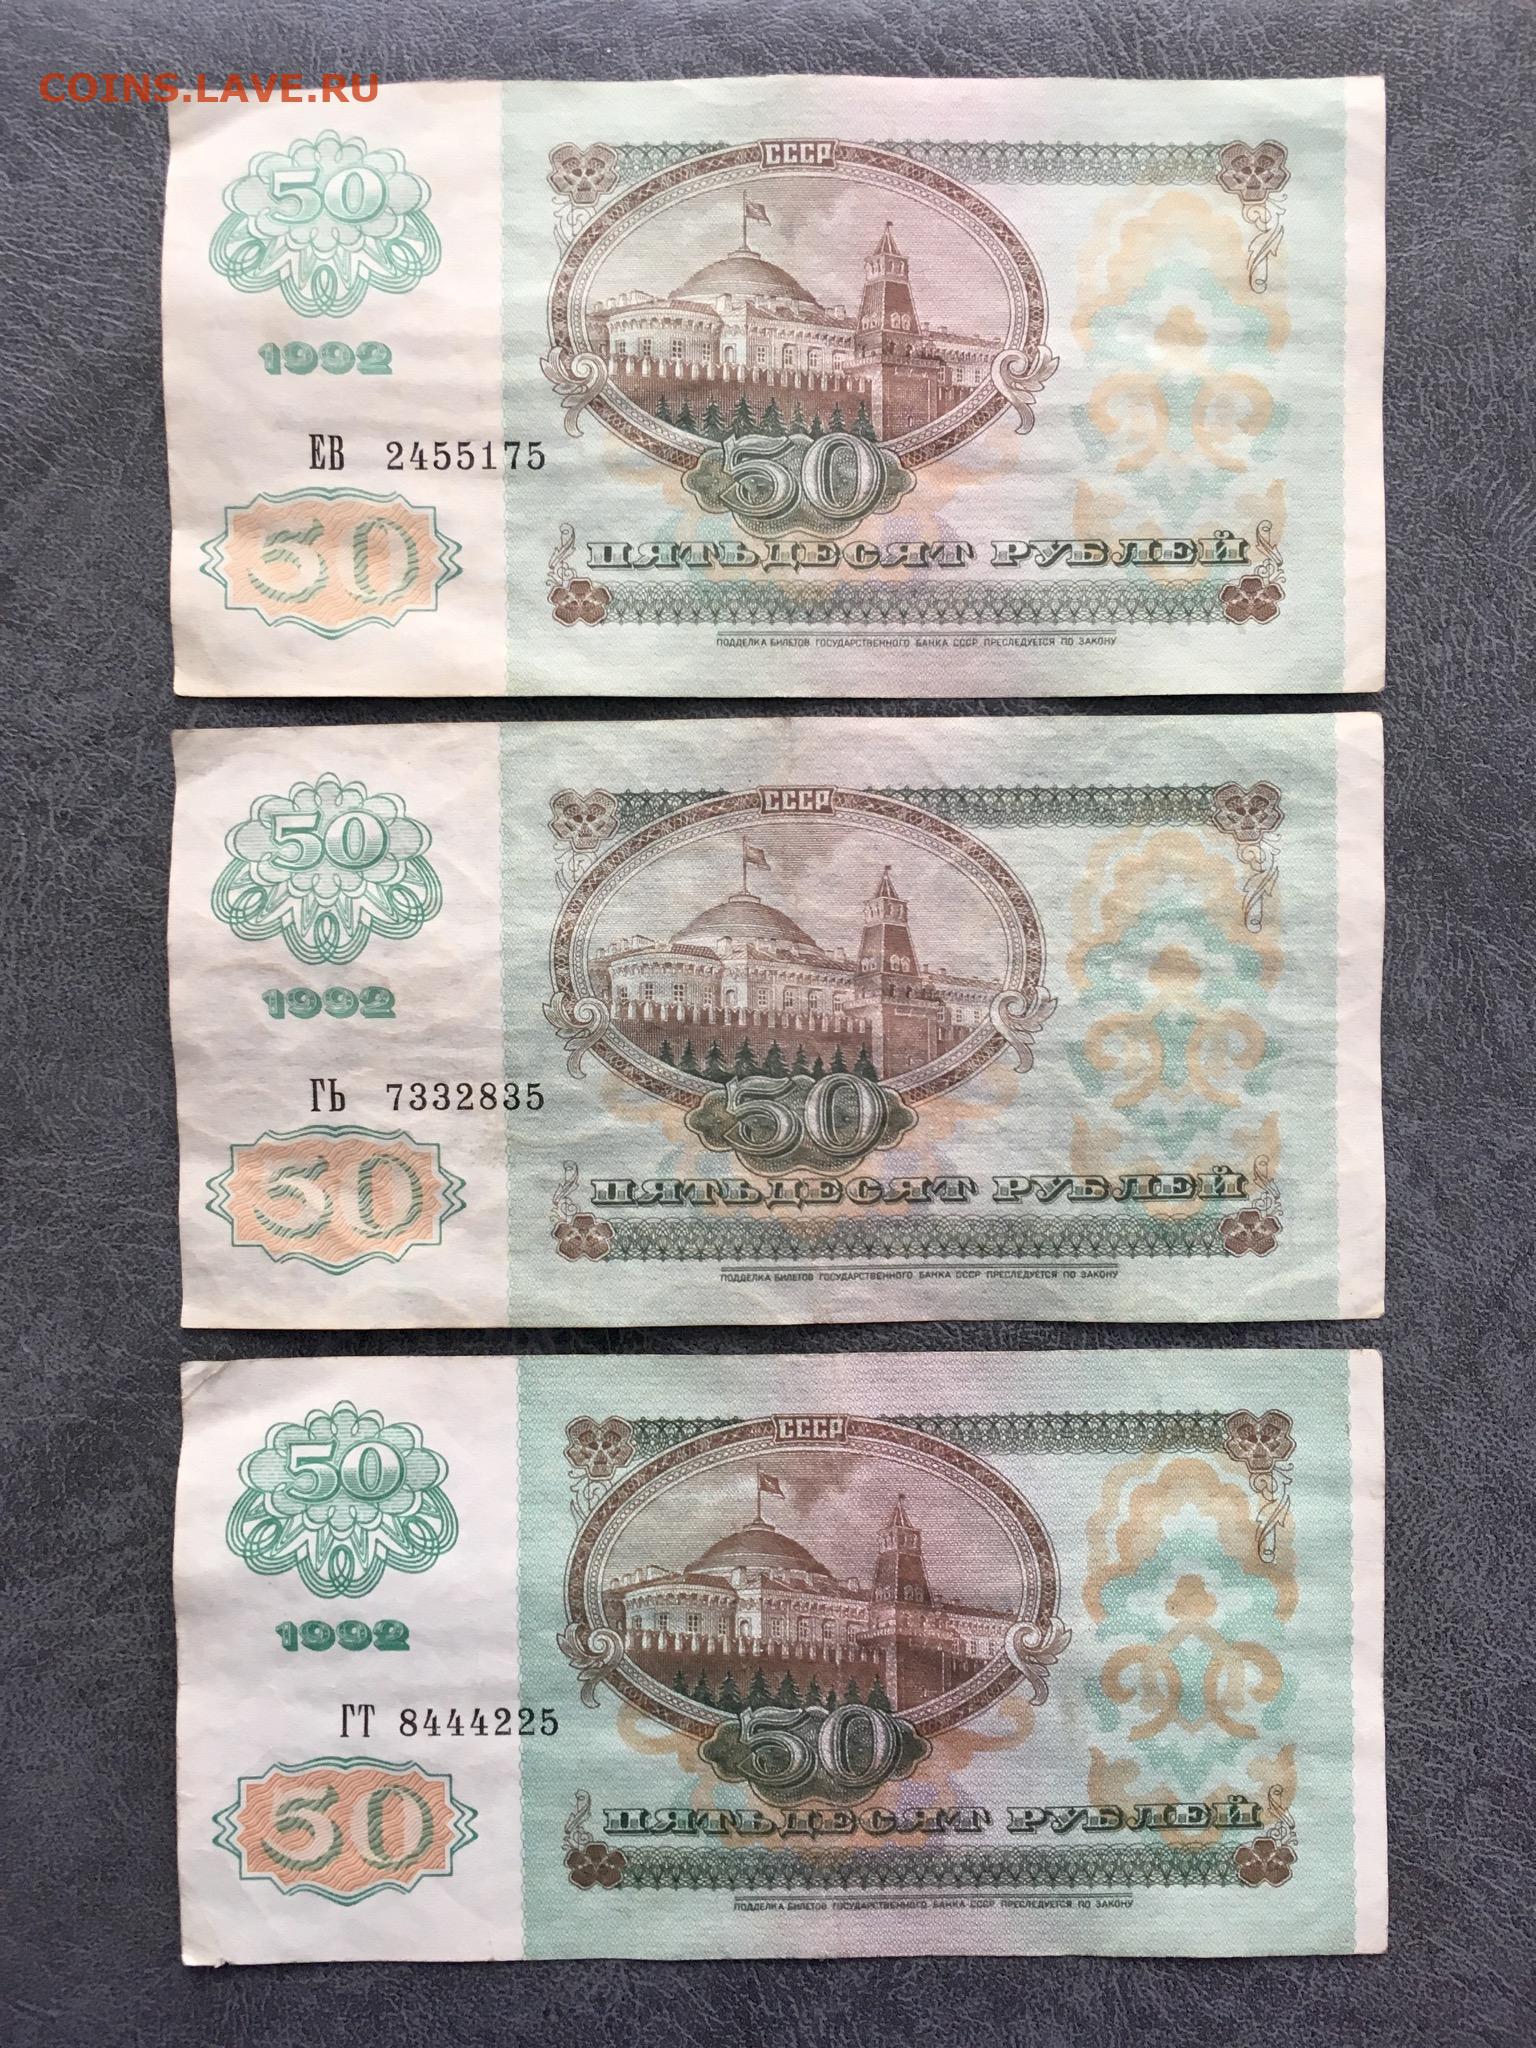 COINS.LAVE.RU
СССР
50
1992
ЕВ 2455175
50
50
ПЯТЬДЕСЯТ РУБЛЕЙ
ПОДДЕЛКА БИЛЕТОВ ГОСУДАРСТВЕННОГО БАНКА СССР ПРЕСЛЕДУЕТСЯ ПО ЗАКОНУ
СССР
50
1992
ГЬ 7332835
50
50
ПЯТЬДЕСЯТ РУБЛЕЙ
ПОДДЕЛКА БИЛЕТОВ ГОСУДАРСТВЕННОГО БАНКА СССР ПРЕСЛЕДУЕТСЯ ПО ЗАКОНУ
СССР
50
1992
ГТ 8444225
50
50
ПЯТЬДЕСЯТ РУБЛЕЙ
ПОДДЕЛКА БИЛЕТОВ ГОСУДАРСТВЕННОГО БАНКА СССР ПРЕСЛЕДУЕТСЯ ПО ЗАКОНУ